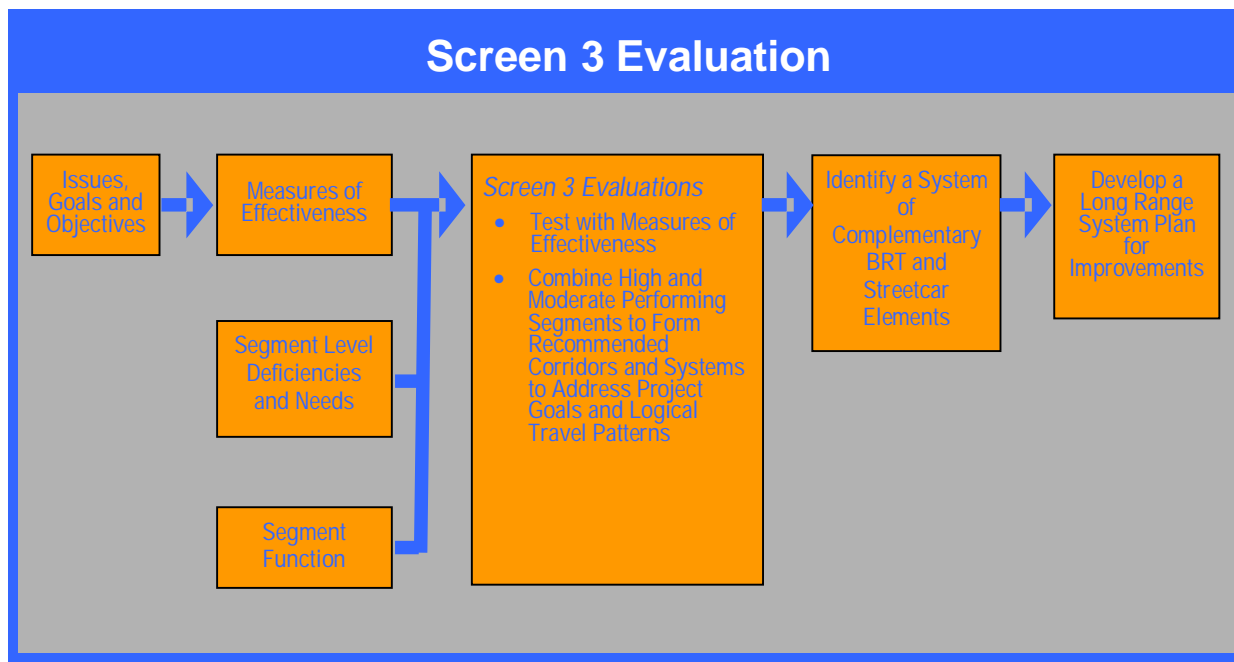 Screen 3 Evaluation
Issues,
Goals and
Objectives
Measures of
Effectiveness
Segment Level
Deficiencies
and Needs
Segment
Function
Screen 3 Evaluations
• Test with Measures of
Effectiveness
• Combine High and
Moderate Performing
Segments to Form
Recommended
Corridors and Systems
to Address Project
Goals and Logical
Travel Patterns
Identify a System
of
Complementary
BRT and
Streetcar
Elements
Develop a
Long Range
System Plan
for
Improvements